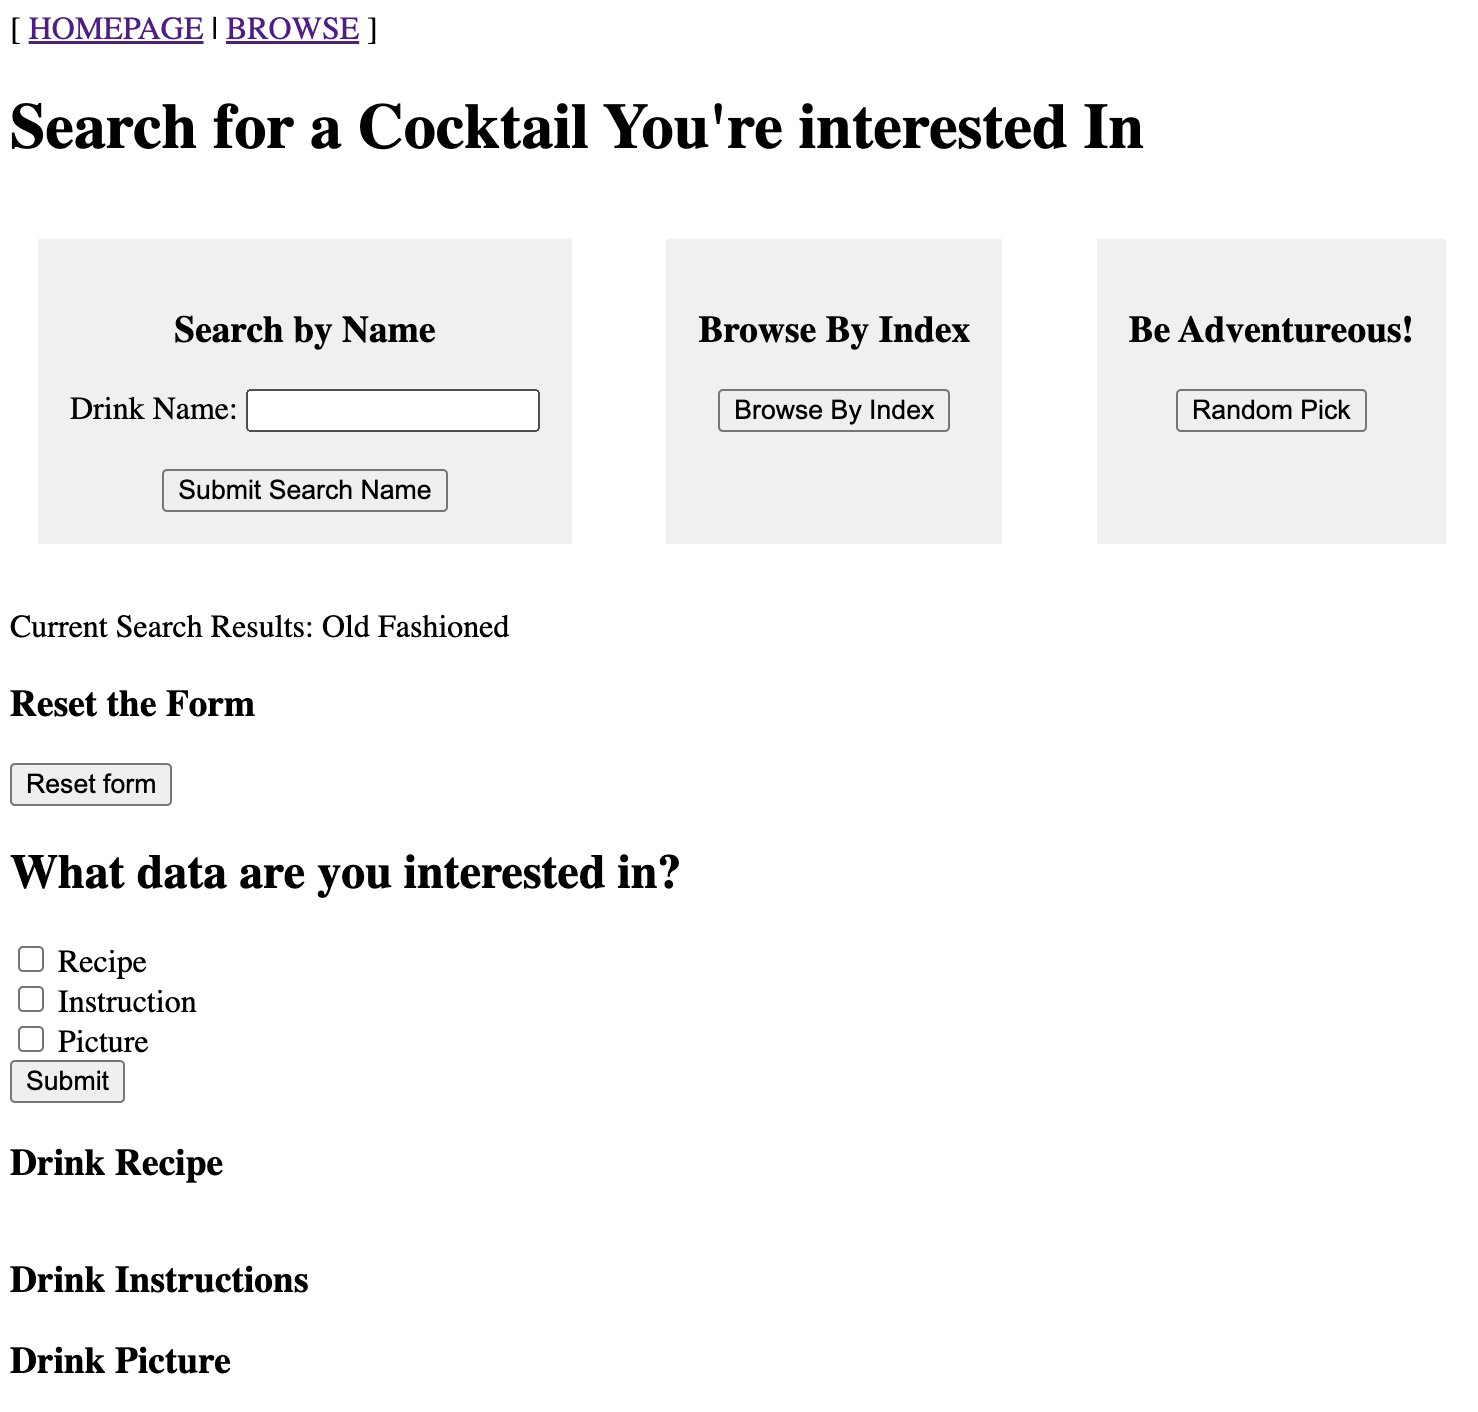 [ HOMEPAGE | BROWSE ]
Search for a Cocktail You're interested In
Search by Name
Drink Name:
Submit Search Name
Browse By Index
Browse By Index
Be Adventureous!
Random Pick
Current Search Results: Old Fashioned
Reset the Form
Reset form
What data are you interested in?
Recipe
Instruction
Picture
Submit
Drink Recipe
Drink Instructions
Drink Picture